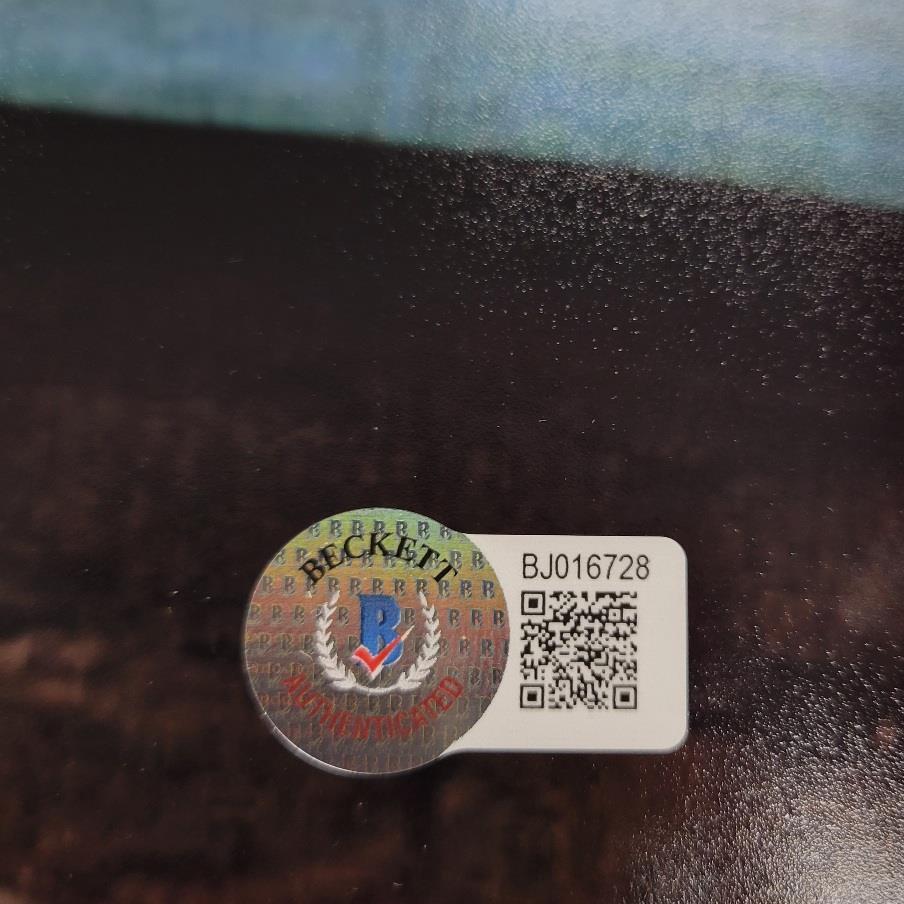 BECKETT
B
AUTHENTICATED
BJ016728